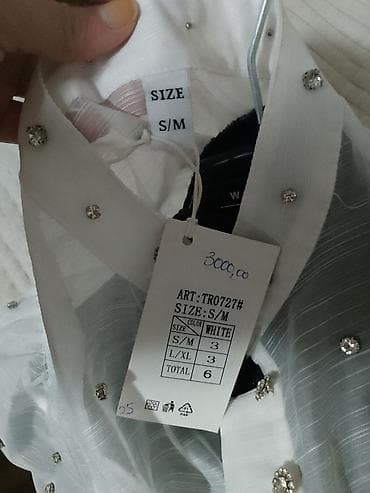 SIZE
S/M
W
3000,00
ART:TR0727#
SIZE:S/M
COLOR WHITE
SIZE
S/M 3
L/XL 3
TOTAL 6